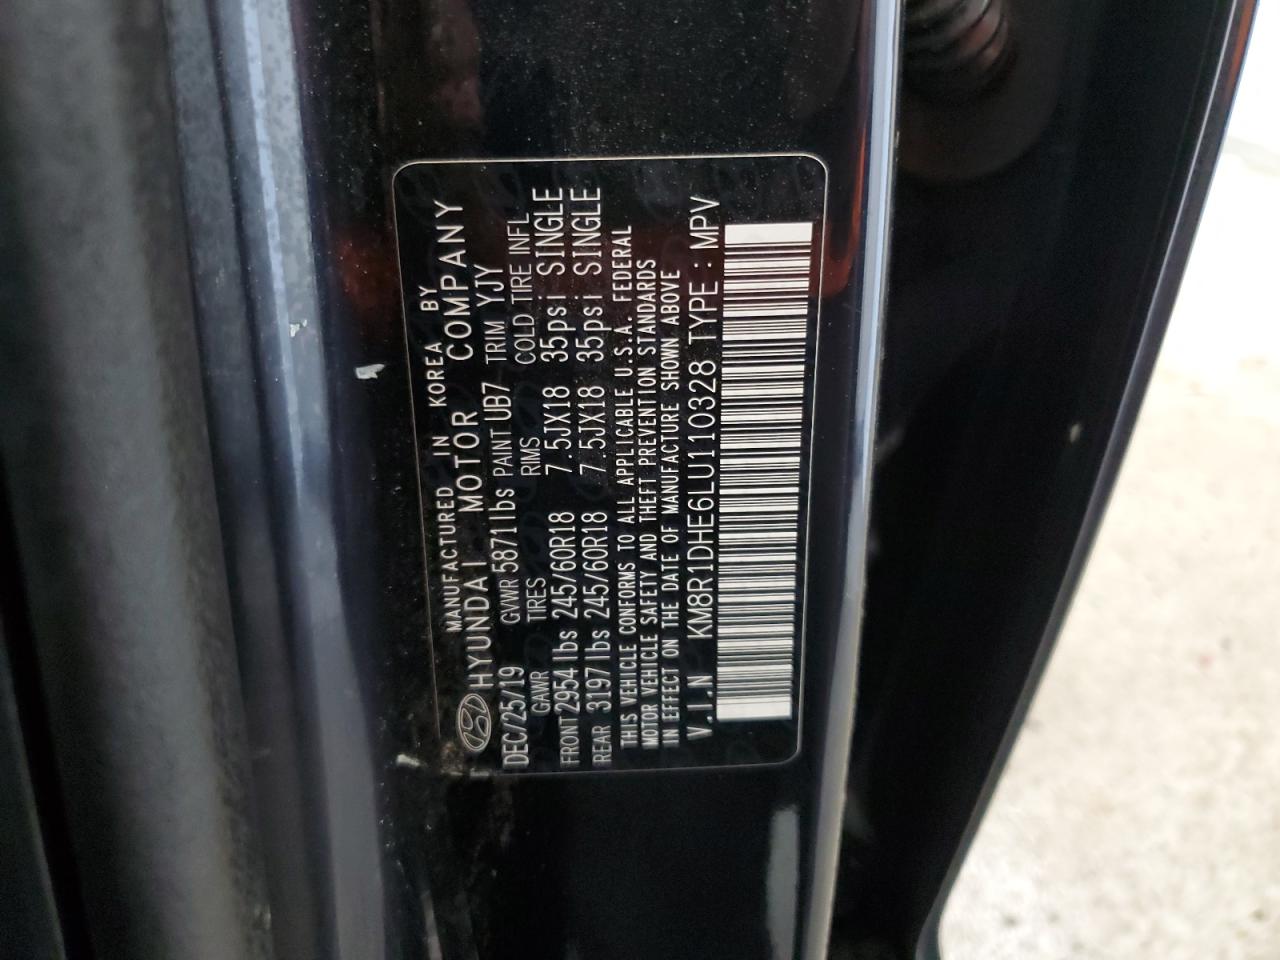 MANUFACTURED IN KOREA BY
HYUNDAI MOTOR COMPANY
DEC/25/19 GVWR 5871lbs PAINT UB7 TRIM YJY
GAWR TIRES RIMS COLD TIRE INFL
FRONT 2954lbs 245/60R18 7.5JX18 35psi SINGLE
REAR 3197lbs 245/60R18 7.5JX18 35psi SINGLE
THIS VEHICLE CONFORMS TO ALL APPLICABLE U.S.A. FEDERAL
MOTOR VEHICLE SAFETY AND THEFT PREVENTION STANDARDS
IN EFFECT ON THE DATE OF MANUFACTURE SHOWN ABOVE
V.I.N KM8R1DHE6LU110328 TYPE : MPV